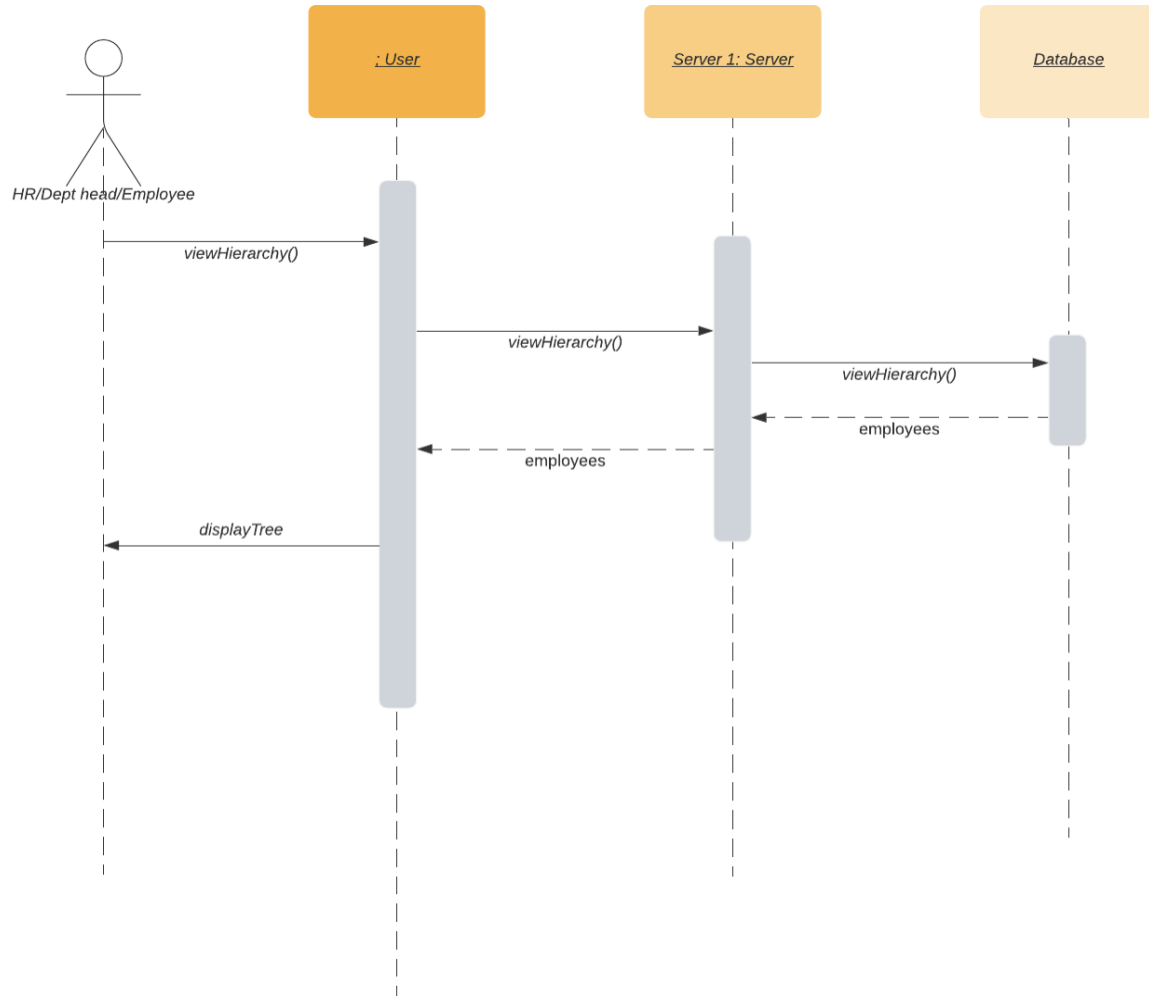 : User
Server 1: Server
Database
HR/Dept head/Employee
viewHierarchy()
viewHierarchy()
viewHierarchy()
employees
employees
displayTree